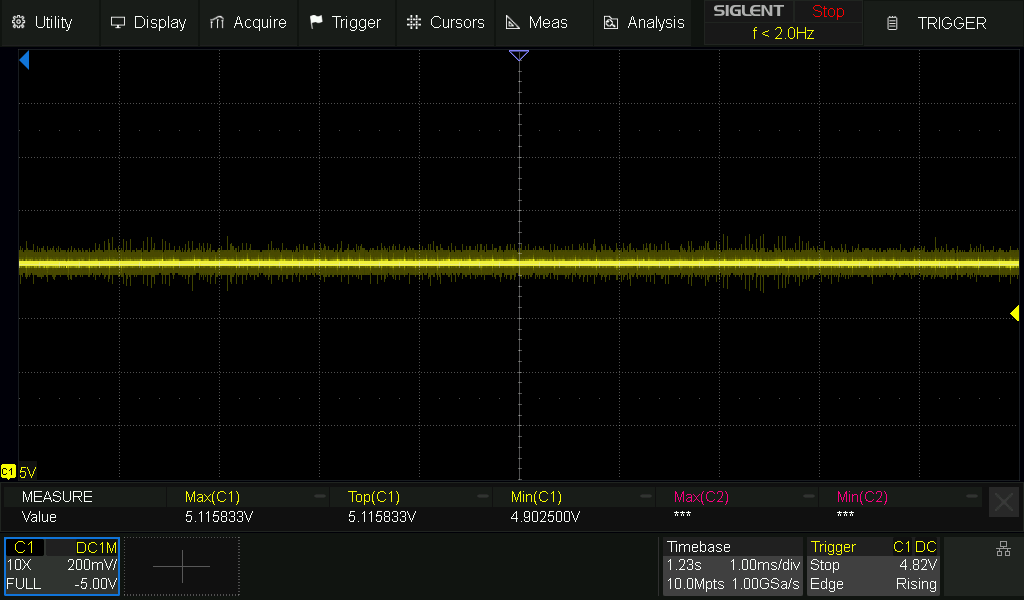 Utility Display Acquire Trigger Cursors Meas Analysis SIGLENT Stop TRIGGER
f < 2.0Hz
C1 5V
MEASURE Max(C1) Top(C1) Min(C1) Max(C2) Min(C2)
Value 5.115833V 5.115833V 4.902500V *** ***
C1 DC1M Timebase Trigger C1 DC
10X 200mV/ 1.23s 1.00ms/div Stop 4.82V
FULL -5.00V 10.0Mpts 1.00GSa/s Edge Rising